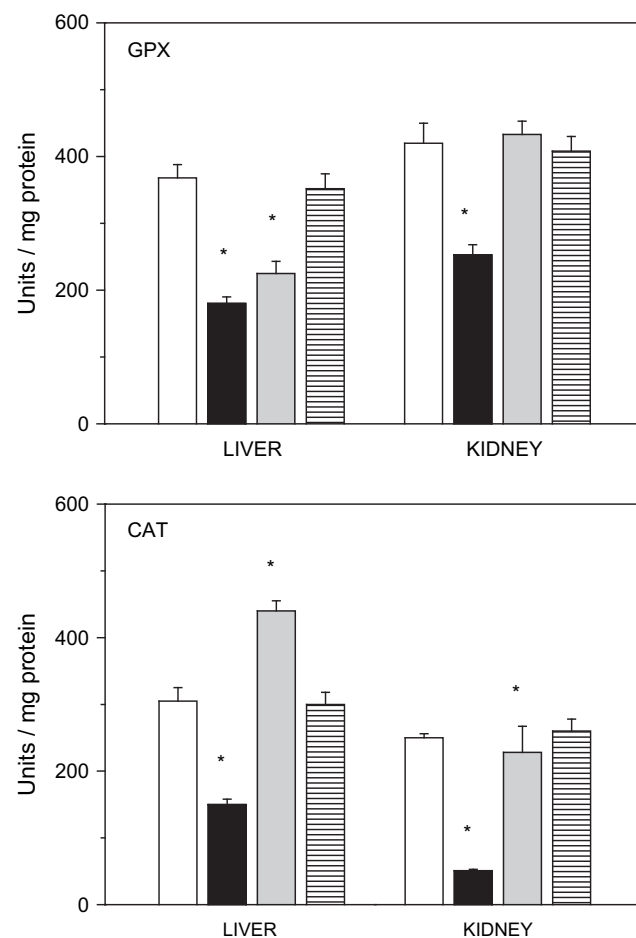 600
GPX
400
200
0
Units / mg protein
*
*
*
LIVER
KIDNEY
600
CAT
400
200
0
Units / mg protein
*
*
*
*
LIVER
KIDNEY